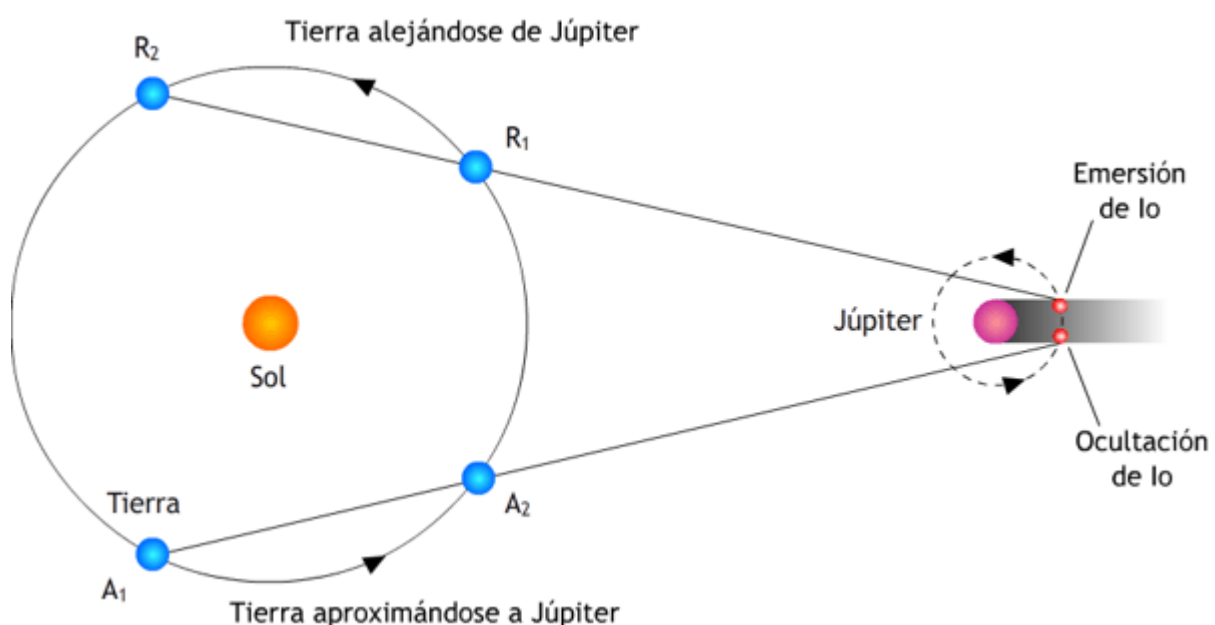 Tierra alejándose de Júpiter
R₂
R₁
Emersión
de Io
Júpiter
Sol
Ocultación
de Io
Tierra
A₂
A₁
Tierra aproximándose a Júpiter